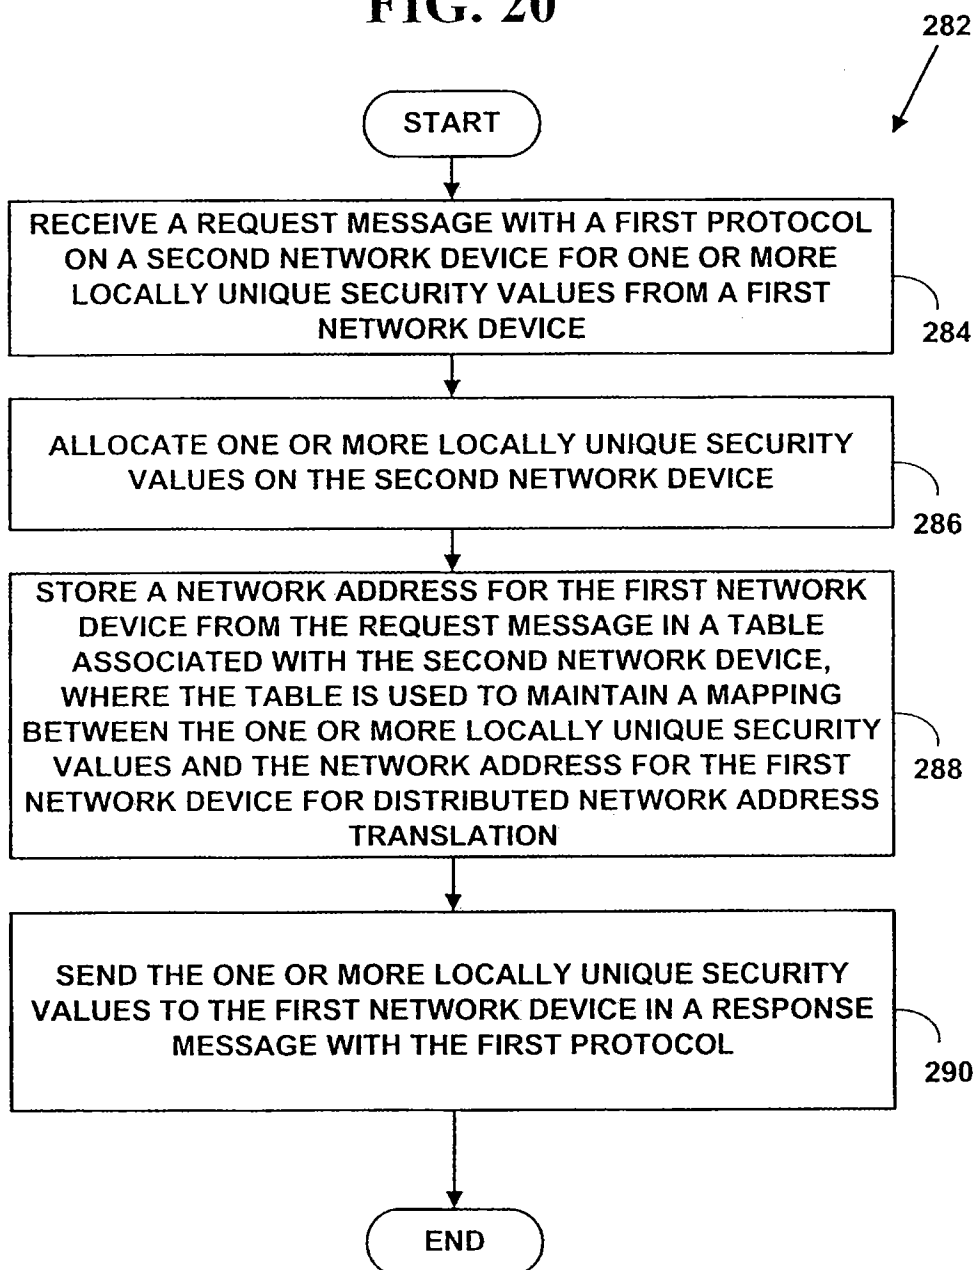 FIG. 20
282
START
RECEIVE A REQUEST MESSAGE WITH A FIRST PROTOCOL
ON A SECOND NETWORK DEVICE FOR ONE OR MORE
LOCALLY UNIQUE SECURITY VALUES FROM A FIRST
NETWORK DEVICE
284
ALLOCATE ONE OR MORE LOCALLY UNIQUE SECURITY
VALUES ON THE SECOND NETWORK DEVICE
286
STORE A NETWORK ADDRESS FOR THE FIRST NETWORK
DEVICE FROM THE REQUEST MESSAGE IN A TABLE
ASSOCIATED WITH THE SECOND NETWORK DEVICE,
WHERE THE TABLE IS USED TO MAINTAIN A MAPPING
BETWEEN THE ONE OR MORE LOCALLY UNIQUE SECURITY
VALUES AND THE NETWORK ADDRESS FOR THE FIRST
NETWORK DEVICE FOR DISTRIBUTED NETWORK ADDRESS
TRANSLATION
288
SEND THE ONE OR MORE LOCALLY UNIQUE SECURITY
VALUES TO THE FIRST NETWORK DEVICE IN A RESPONSE
MESSAGE WITH THE FIRST PROTOCOL
290
END